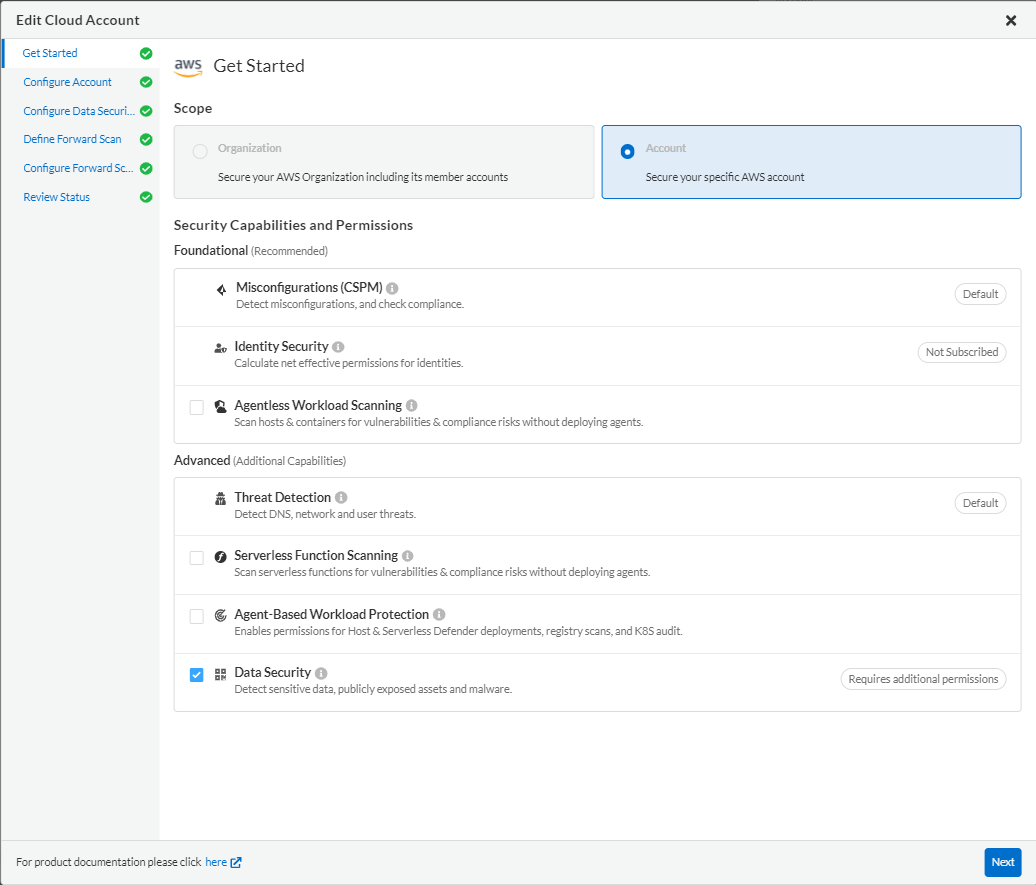 Edit Cloud Account
Get Started
Configure Account
Configure Data Securi...
Define Forward Scan
Configure Forward Sc...
Review Status
aws Get Started
Scope
Organization
Secure your AWS Organization including its member accounts
Account
Secure your specific AWS account
Security Capabilities and Permissions
Foundational (Recommended)
Misconfigurations (CSPM)
Detect misconfigurations, and check compliance.
Default
Identity Security
Calculate net effective permissions for identities.
Not Subscribed
Agentless Workload Scanning
Scan hosts & containers for vulnerabilities & compliance risks without deploying agents.
Advanced (Additional Capabilities)
Threat Detection
Detect DNS, network and user threats.
Default
Serverless Function Scanning
Scan serverless functions for vulnerabilities & compliance risks without deploying agents.
Agent-Based Workload Protection
Enables permissions for Host & Serverless Defender deployments, registry scans, and K8S audit.
Data Security
Detect sensitive data, publicly exposed assets and malware.
Requires additional permissions
For product documentation please click here
Next